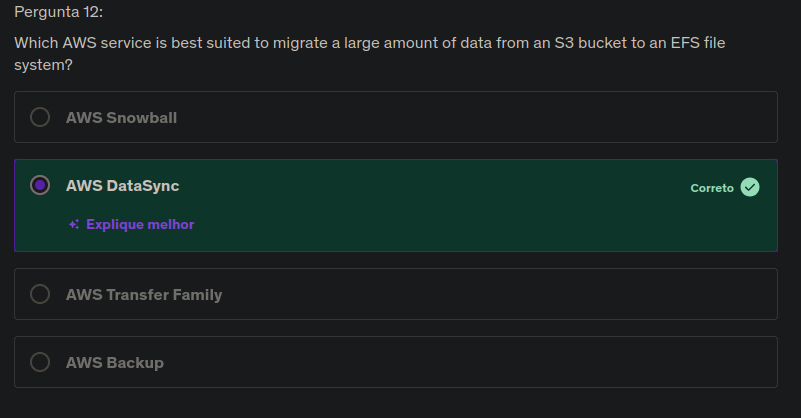 Pergunta 12:
Which AWS service is best suited to migrate a large amount of data from an S3 bucket to an EFS file
system?
AWS Snowball
AWS DataSync
Correto
Explique melhor
AWS Transfer Family
AWS Backup